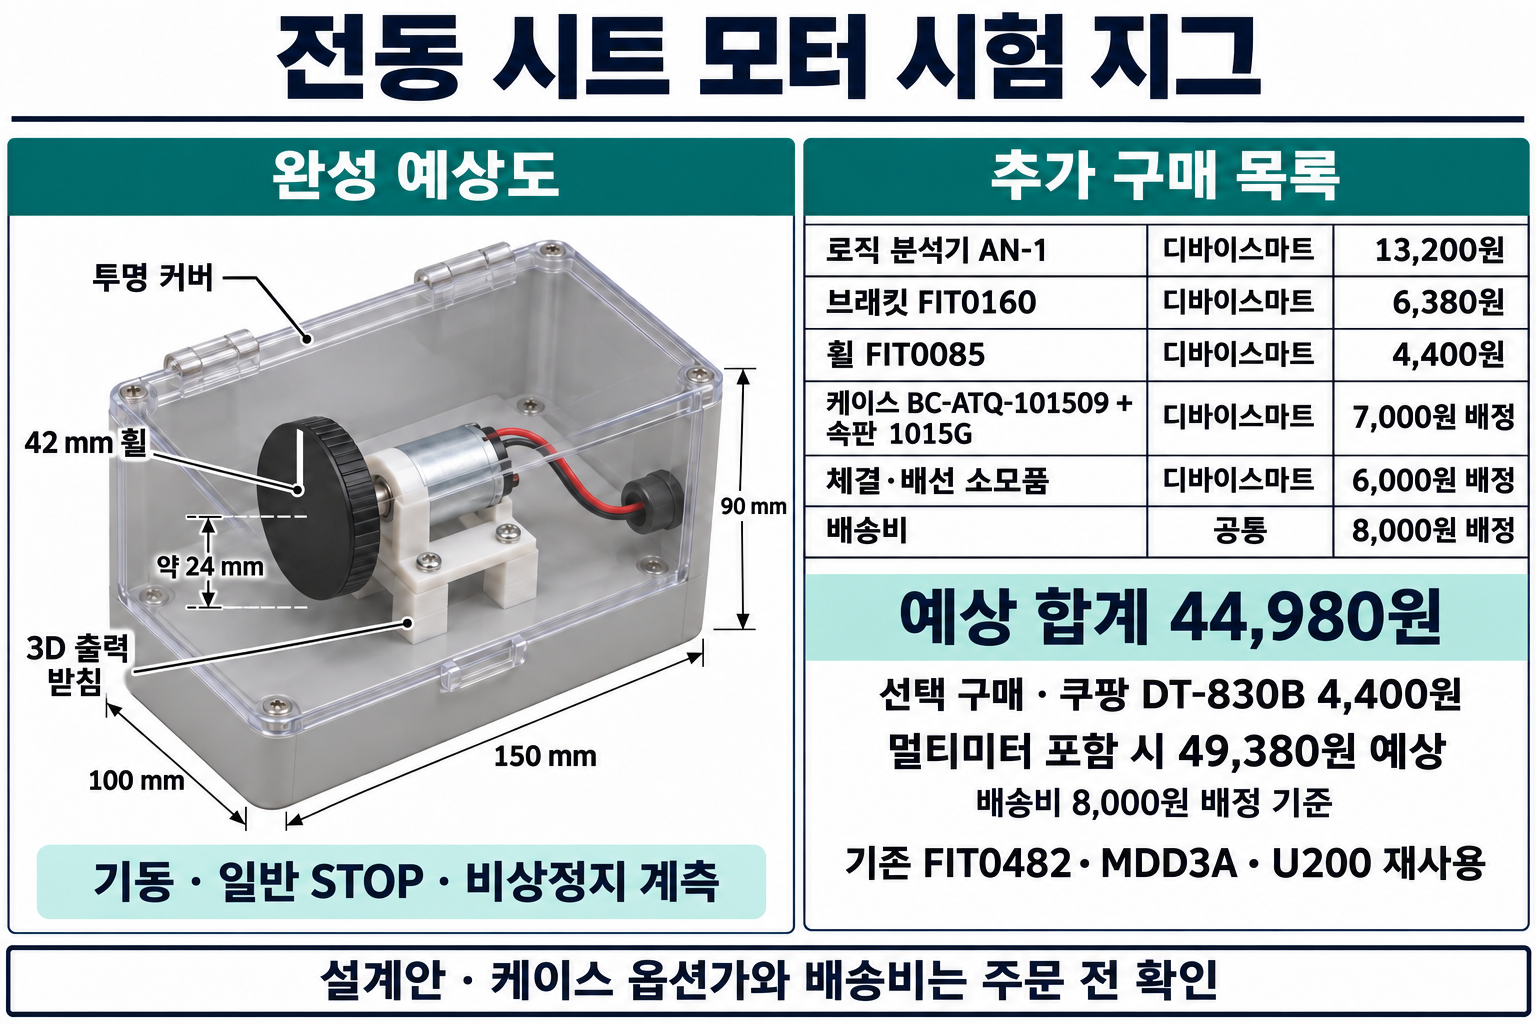 전동 시트 모터 시험 지그
완성 예상도
투명 커버
42 mm 휠
90 mm
약 24 mm
3D 출력
받침
150 mm
100 mm
기동 · 일반 STOP · 비상정지 계측
추가 구매 목록
로직 분석기 AN-1 디바이스마트 13,200원
브래킷 FIT0160 디바이스마트 6,380원
휠 FIT0085 디바이스마트 4,400원
케이스 BC-ATQ-101509 +
속판 1015G 디바이스마트 7,000원 배정
체결·배선 소모품 디바이스마트 6,000원 배정
배송비 공통 8,000원 배정
예상 합계 44,980원
선택 구매 · 쿠팡 DT-830B 4,400원
멀티미터 포함 시 49,380원 예상
배송비 8,000원 배정 기준
기존 FIT0482 · MDD3A · U200 재사용
설계안 · 케이스 옵션가와 배송비는 주문 전 확인